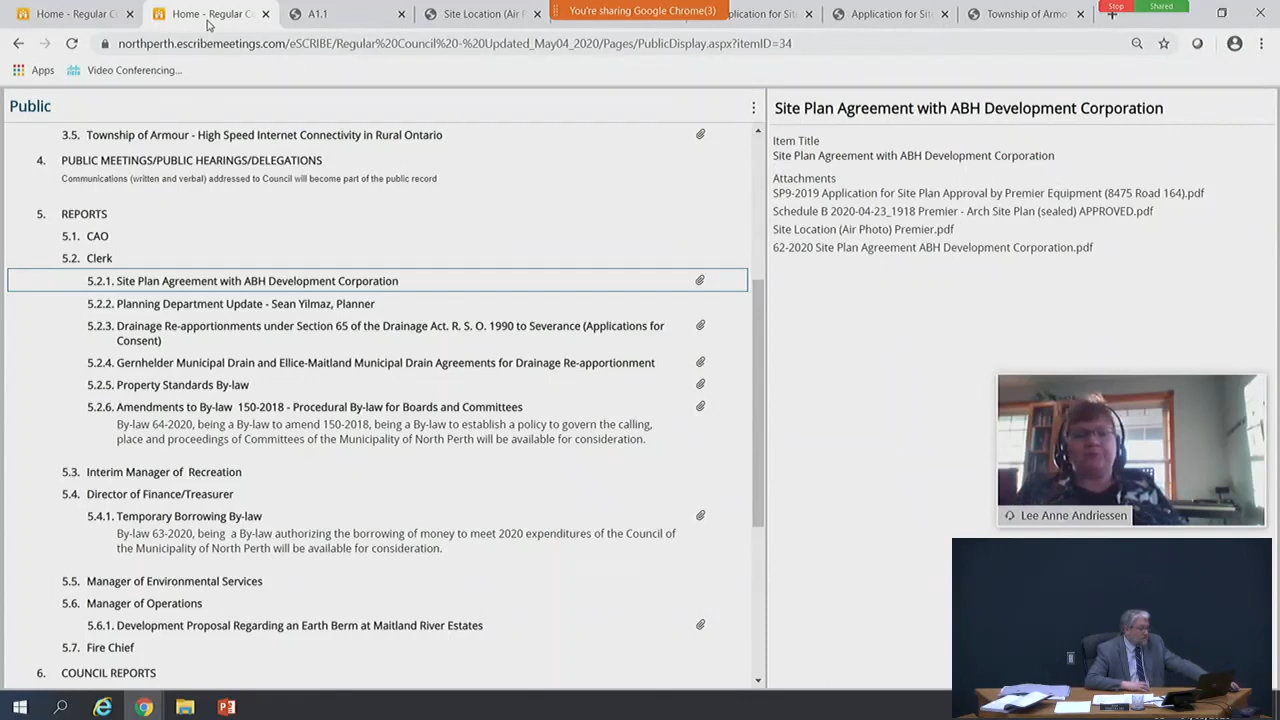 Home - Regular C
Home - Regular C
A1.1
Site Location (Air P
You're sharing Google Chrome(3)
plication for S
Application for Sit
Township of Armo
Stop
Shared
northperth.escribemeetings.com/eSCRIBE/Regular%20Council%20-%20Updated_May04_2020/Pages/PublicDisplay.aspx?itemID=34
Apps
Video Conferencing...
Public
3.5. Township of Armour - High Speed Internet Connectivity in Rural Ontario
4. PUBLIC MEETINGS/PUBLIC HEARINGS/DELEGATIONS
Communications (written and verbal) addressed to Council will become part of the public record
5. REPORTS
5.1. CAO
5.2. Clerk
5.2.1. Site Plan Agreement with ABH Development Corporation
5.2.2. Planning Department Update - Sean Yilmaz, Planner
5.2.3. Drainage Re-apportionments under Section 65 of the Drainage Act. R. S. O. 1990 to Severance (Applications for
Consent)
5.2.4. Gernhelder Municipal Drain and Ellice-Maitland Municipal Drain Agreements for Drainage Re-apportionment
5.2.5. Property Standards By-law
5.2.6. Amendments to By-law 150-2018 - Procedural By-law for Boards and Committees
By-law 64-2020, being a By-law to amend 150-2018, being a By-law to establish a policy to govern the calling,
place and proceedings of Committees of the Municipality of North Perth will be available for consideration.
5.3. Interim Manager of Recreation
5.4. Director of Finance/Treasurer
5.4.1. Temporary Borrowing By-law
By-law 63-2020, being a By-law authorizing the borrowing of money to meet 2020 expenditures of the Council of
the Municipality of North Perth will be available for consideration.
5.5. Manager of Environmental Services
5.6. Manager of Operations
5.6.1. Development Proposal Regarding an Earth Berm at Maitland River Estates
5.7. Fire Chief
6. COUNCIL REPORTS
Site Plan Agreement with ABH Development Corporation
Item Title
Site Plan Agreement with ABH Development Corporation
Attachments
SP9-2019 Application for Site Plan Approval by Premier Equipment (8475 Road 164).pdf
Schedule B 2020-04-23_1918 Premier - Arch Site Plan (sealed) APPROVED.pdf
Site Location (Air Photo) Premier.pdf
62-2020 Site Plan Agreement ABH Development Corporation.pdf
Lee Anne Andriessen